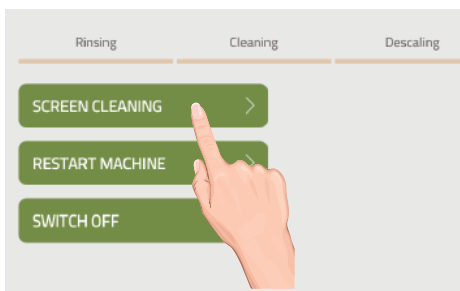 Rinsing Cleaning Descaling
SCREEN CLEANING
RESTART MACHINE
SWITCH OFF